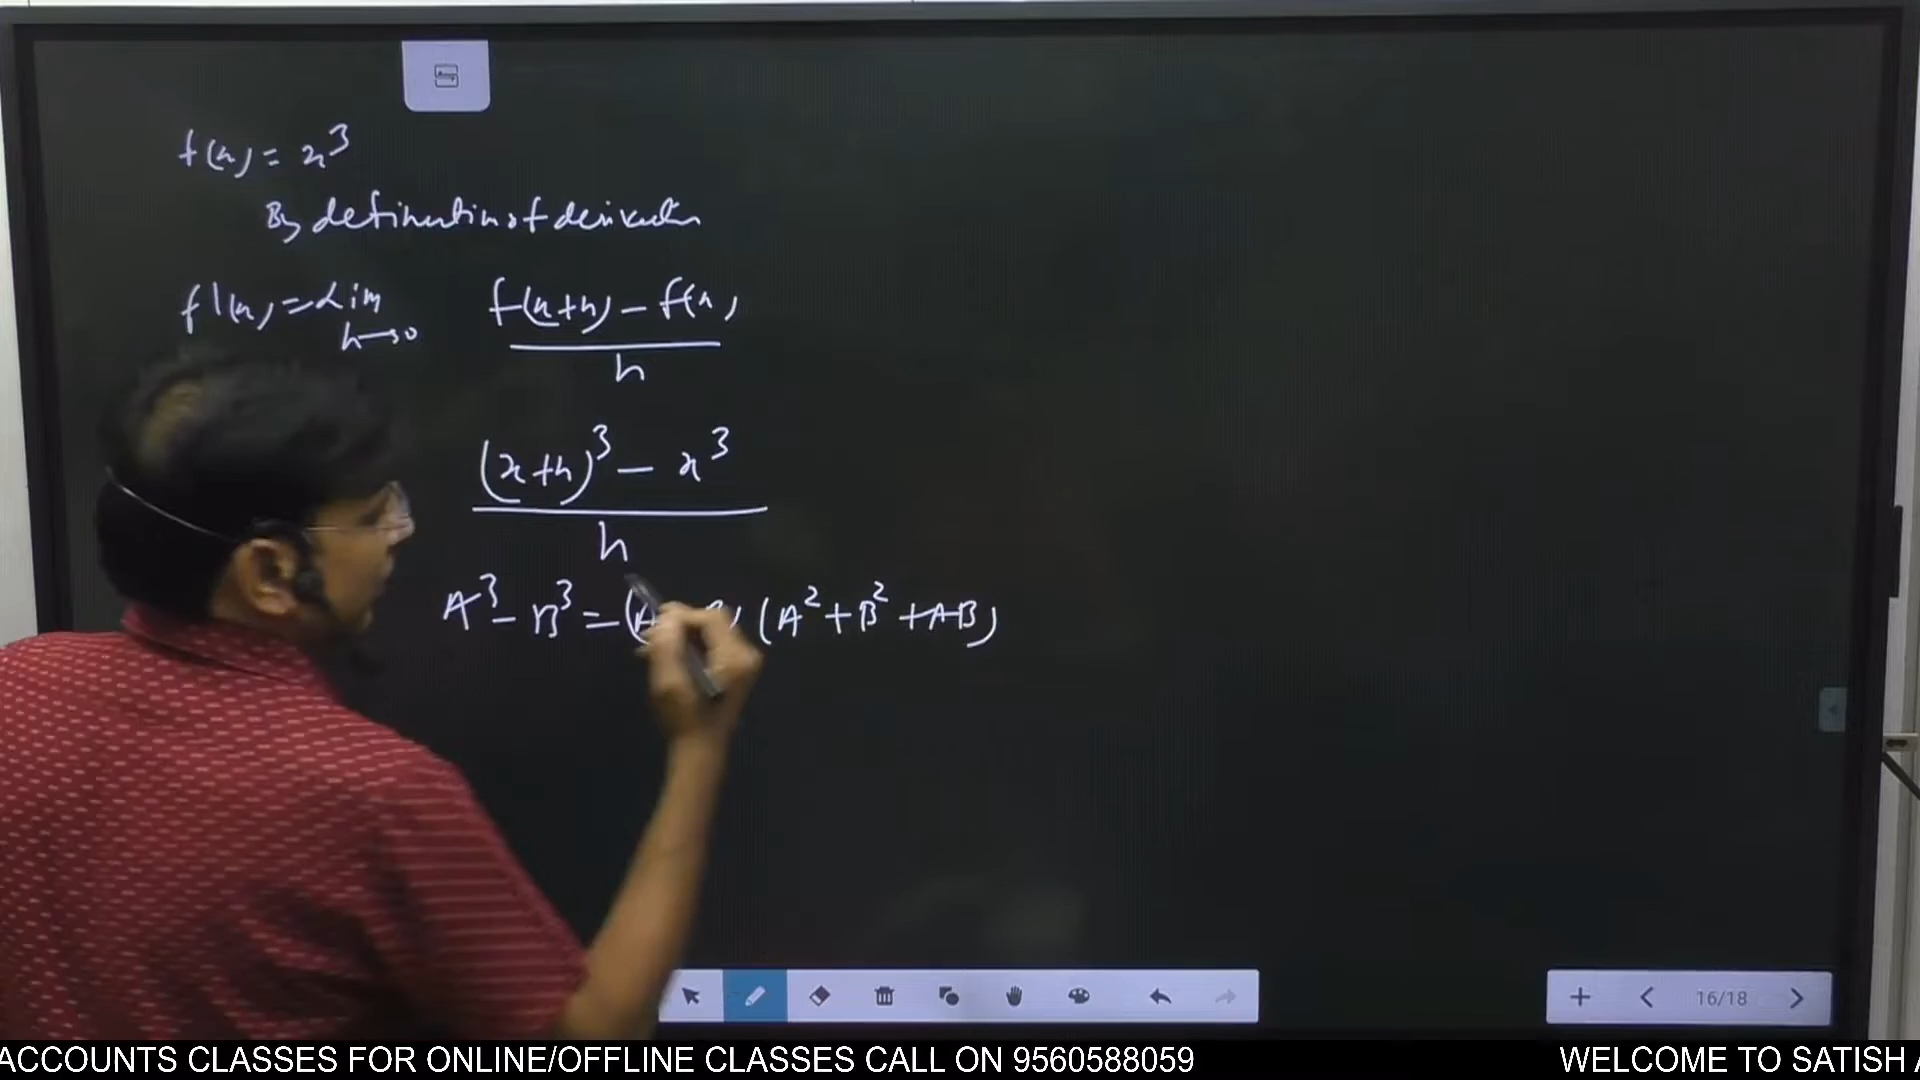 f(x) = x³
By definition of derivative
f'(x) = Lim f(x+h) – f(x)
h→0 h
(x+h)³ – x³
h
A³ – B³ = (A – B) (A² + B² + AB)
16/18
ACCOUNTS CLASSES FOR ONLINE/OFFLINE CLASSES CALL ON 9560588059 WELCOME TO SATISH